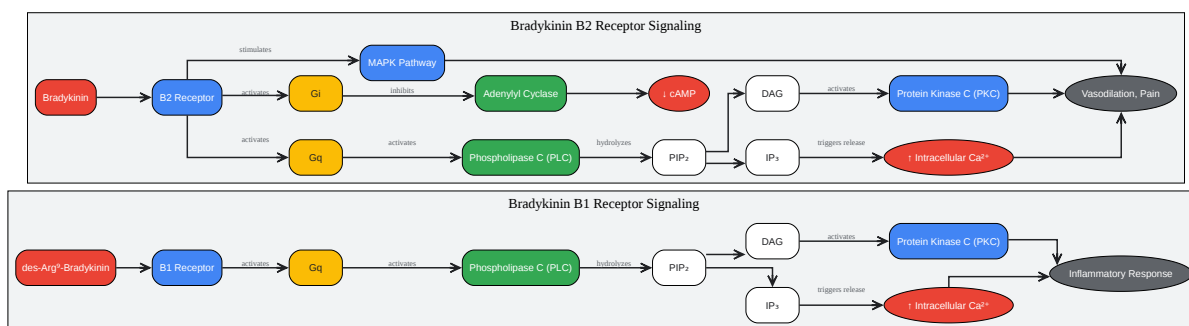 Bradykinin B2 Receptor Signaling
stimulates
MAPK Pathway
Bradykinin
B2 Receptor
activates
Gi
inhibits
Adenylyl Cyclase
↓ cAMP
DAG
activates
Protein Kinase C (PKC)
Vasodilation, Pain
activates
Gq
activates
Phospholipase C (PLC)
hydrolyzes
PIP₂
IP₃
triggers release
↑ Intracellular Ca²⁺
Bradykinin B1 Receptor Signaling
DAG
activates
Protein Kinase C (PKC)
des-Arg⁹-Bradykinin
B1 Receptor
activates
Gq
activates
Phospholipase C (PLC)
hydrolyzes
PIP₂
Inflammatory Response
IP₃
triggers release
↑ Intracellular Ca²⁺